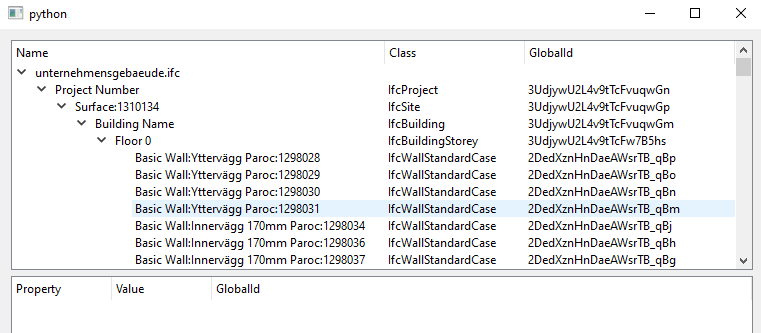 python
Name Class GlobalId
unternehmensgebaeude.ifc
Project Number IfcProject 3UdjywU2L4v9tTcFvuqwGn
Surface:1310134 IfcSite 3UdjywU2L4v9tTcFvuqwGp
Building Name IfcBuilding 3UdjywU2L4v9tTcFvuqwGm
Floor 0 IfcBuildingStorey 3UdjywU2L4v9tTcFw7B5hs
Basic Wall:Yttervägg Paroc:1298028 IfcWallStandardCase 2DedXznHnDaeAWsrTB_qBp
Basic Wall:Yttervägg Paroc:1298029 IfcWallStandardCase 2DedXznHnDaeAWsrTB_qBo
Basic Wall:Yttervägg Paroc:1298030 IfcWallStandardCase 2DedXznHnDaeAWsrTB_qBn
Basic Wall:Yttervägg Paroc:1298031 IfcWallStandardCase 2DedXznHnDaeAWsrTB_qBm
Basic Wall:Innervägg 170mm Paroc:1298034 IfcWallStandardCase 2DedXznHnDaeAWsrTB_qBj
Basic Wall:Innervägg 170mm Paroc:1298036 IfcWallStandardCase 2DedXznHnDaeAWsrTB_qBh
Basic Wall:Innervägg 170mm Paroc:1298037 IfcWallStandardCase 2DedXznHnDaeAWsrTB_qBg
Property Value GlobalId